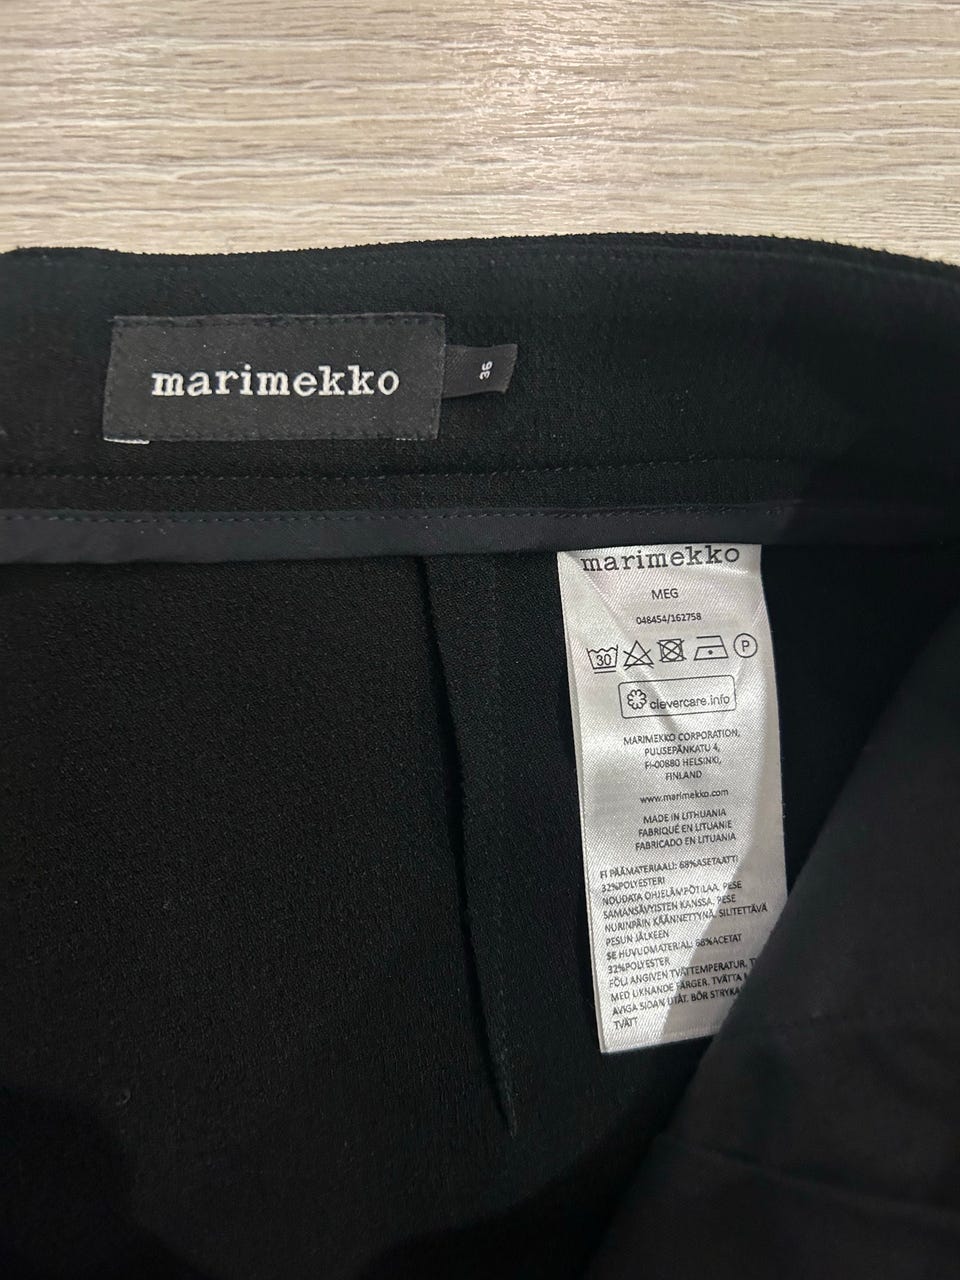 marimekko
36
marimekko
MEG
048454/162758
30
P
clevercare.info
MARIMEKKO CORPORATION,
PUUSEPÄNKATU 4,
FI-00880 HELSINKI,
FINLAND
www.marimekko.com
MADE IN LITHUANIA
FABRIQUÉ EN LITUANIE
FABRICADO EN LITUANIA
FI PÄÄMATERIAALI: 68%ASETAATTI
32%POLYESTERI
NOUDATA OHJELÄMPÖTILAA. PESE
SAMANSÄVYISTEN KANSSA. PESE
NURINPÄIN KÄÄNNETTYNÄ. SILITETTÄVÄ
PESUN JÄLKEEN
SE HUVUDMATERIAL: 68%ACETAT
32%POLYESTER
FÖLJ ANGIVEN TVÄTTEMPERATUR.
MED LIKNANDE FÄRGER. TVÄTTA
AVIGA SIDAN UTÅT. BÖR STRYKA
TVÄTT